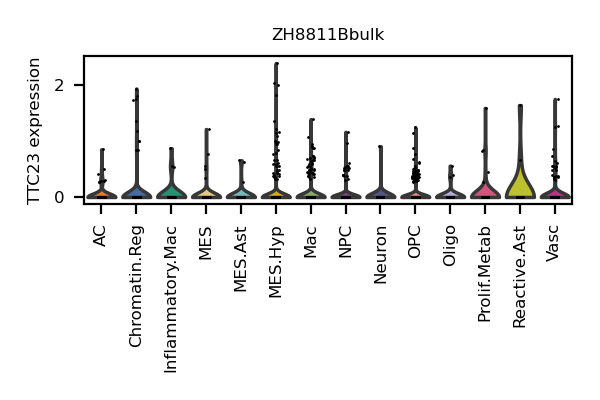 ZH8811Bbulk
TTC23 expression
2
0
AC
Chromatin.Reg
Inflammatory.Mac
MES
MES.Ast
MES.Hyp
Mac
NPC
Neuron
OPC
Oligo
Prolif.Metab
Reactive.Ast
Vasc